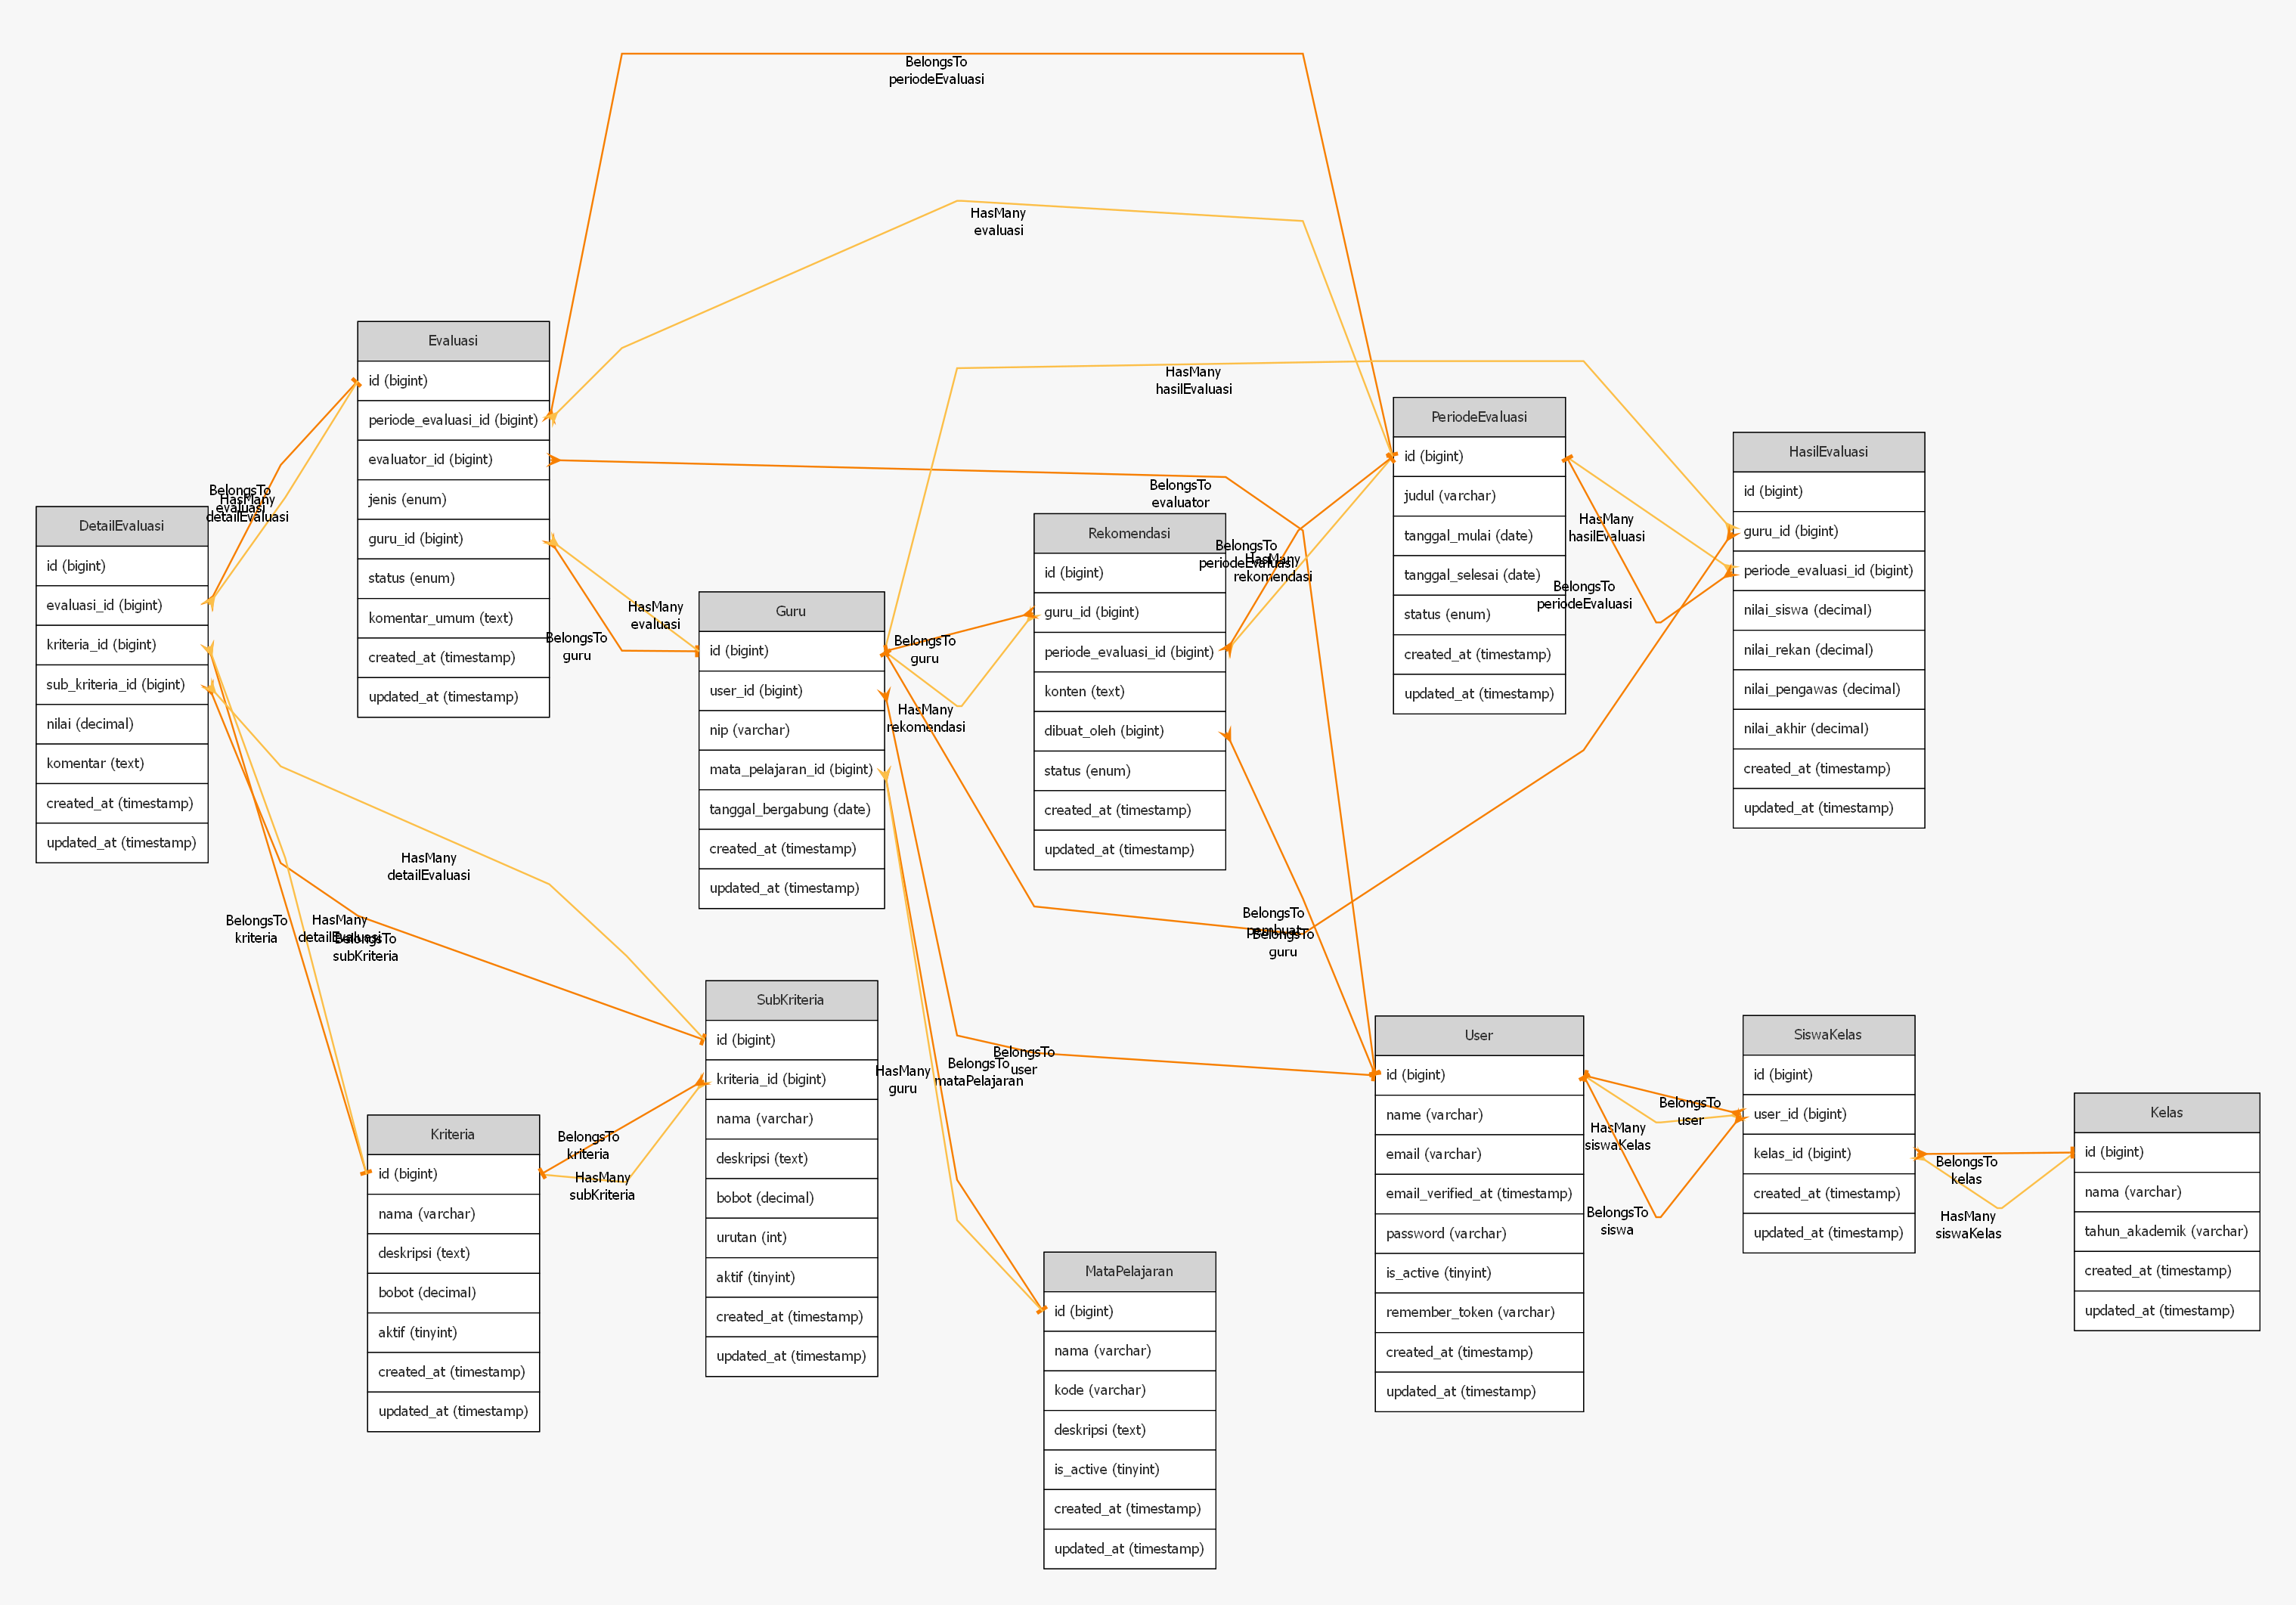 BelongsTo
periodeEvaluasi
HasMany
evaluasi
Evaluasi
id (bigint)
periode_evaluasi_id (bigint)
evaluator_id (bigint)
jenis (enum)
guru_id (bigint)
status (enum)
komentar_umum (text)
created_at (timestamp)
updated_at (timestamp)
HasMany
hasilEvaluasi
PeriodeEvaluasi
id (bigint)
judul (varchar)
tanggal_mulai (date)
tanggal_selesai (date)
status (enum)
created_at (timestamp)
updated_at (timestamp)
HasilEvaluasi
id (bigint)
guru_id (bigint)
periode_evaluasi_id (bigint)
nilai_siswa (decimal)
nilai_rekan (decimal)
nilai_pengawas (decimal)
nilai_akhir (decimal)
created_at (timestamp)
updated_at (timestamp)
BelongsTo
evaluasi
HasMany
detailEvaluasi
BelongsTo
evaluator
HasMany
hasilEvaluasi
BelongsTo
periodeEvaluasi
DetailEvaluasi
id (bigint)
evaluasi_id (bigint)
kriteria_id (bigint)
sub_kriteria_id (bigint)
nilai (decimal)
komentar (text)
created_at (timestamp)
updated_at (timestamp)
Rekomendasi
id (bigint)
guru_id (bigint)
periode_evaluasi_id (bigint)
konten (text)
dibuat_oleh (bigint)
status (enum)
created_at (timestamp)
updated_at (timestamp)
BelongsTo
periodeEvaluasi
HasMany
rekomendasi
HasMany
evaluasi
BelongsTo
guru
Guru
id (bigint)
user_id (bigint)
nip (varchar)
mata_pelajaran_id (bigint)
tanggal_bergabung (date)
created_at (timestamp)
updated_at (timestamp)
BelongsTo
guru
HasMany
rekomendasi
HasMany
detailEvaluasi
BelongsTo
kriteria
HasMany
detailEvaluasi
BelongsTo
subKriteria
BelongsTo
pembuat
BelongsTo
guru
SubKriteria
id (bigint)
kriteria_id (bigint)
nama (varchar)
deskripsi (text)
bobot (decimal)
urutan (int)
aktif (tinyint)
created_at (timestamp)
updated_at (timestamp)
HasMany
guru
BelongsTo
mataPelajaran
BelongsTo
user
User
id (bigint)
name (varchar)
email (varchar)
email_verified_at (timestamp)
password (varchar)
is_active (tinyint)
remember_token (varchar)
created_at (timestamp)
updated_at (timestamp)
BelongsTo
user
HasMany
siswaKelas
BelongsTo
siswa
SiswaKelas
id (bigint)
user_id (bigint)
kelas_id (bigint)
created_at (timestamp)
updated_at (timestamp)
BelongsTo
kelas
HasMany
siswaKelas
Kelas
id (bigint)
nama (varchar)
tahun_akademik (varchar)
created_at (timestamp)
updated_at (timestamp)
Kriteria
id (bigint)
nama (varchar)
deskripsi (text)
bobot (decimal)
aktif (tinyint)
created_at (timestamp)
updated_at (timestamp)
BelongsTo
kriteria
HasMany
subKriteria
MataPelajaran
id (bigint)
nama (varchar)
kode (varchar)
deskripsi (text)
is_active (tinyint)
created_at (timestamp)
updated_at (timestamp)